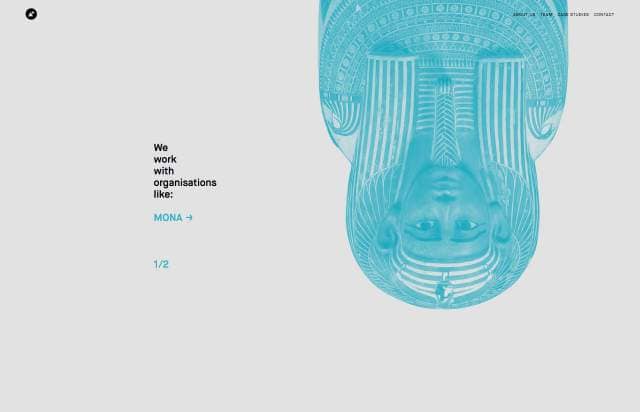 ABOUT US TEAM CASE STUDIES CONTACT
We
work
with
organisations
like:
MONA →
1/2